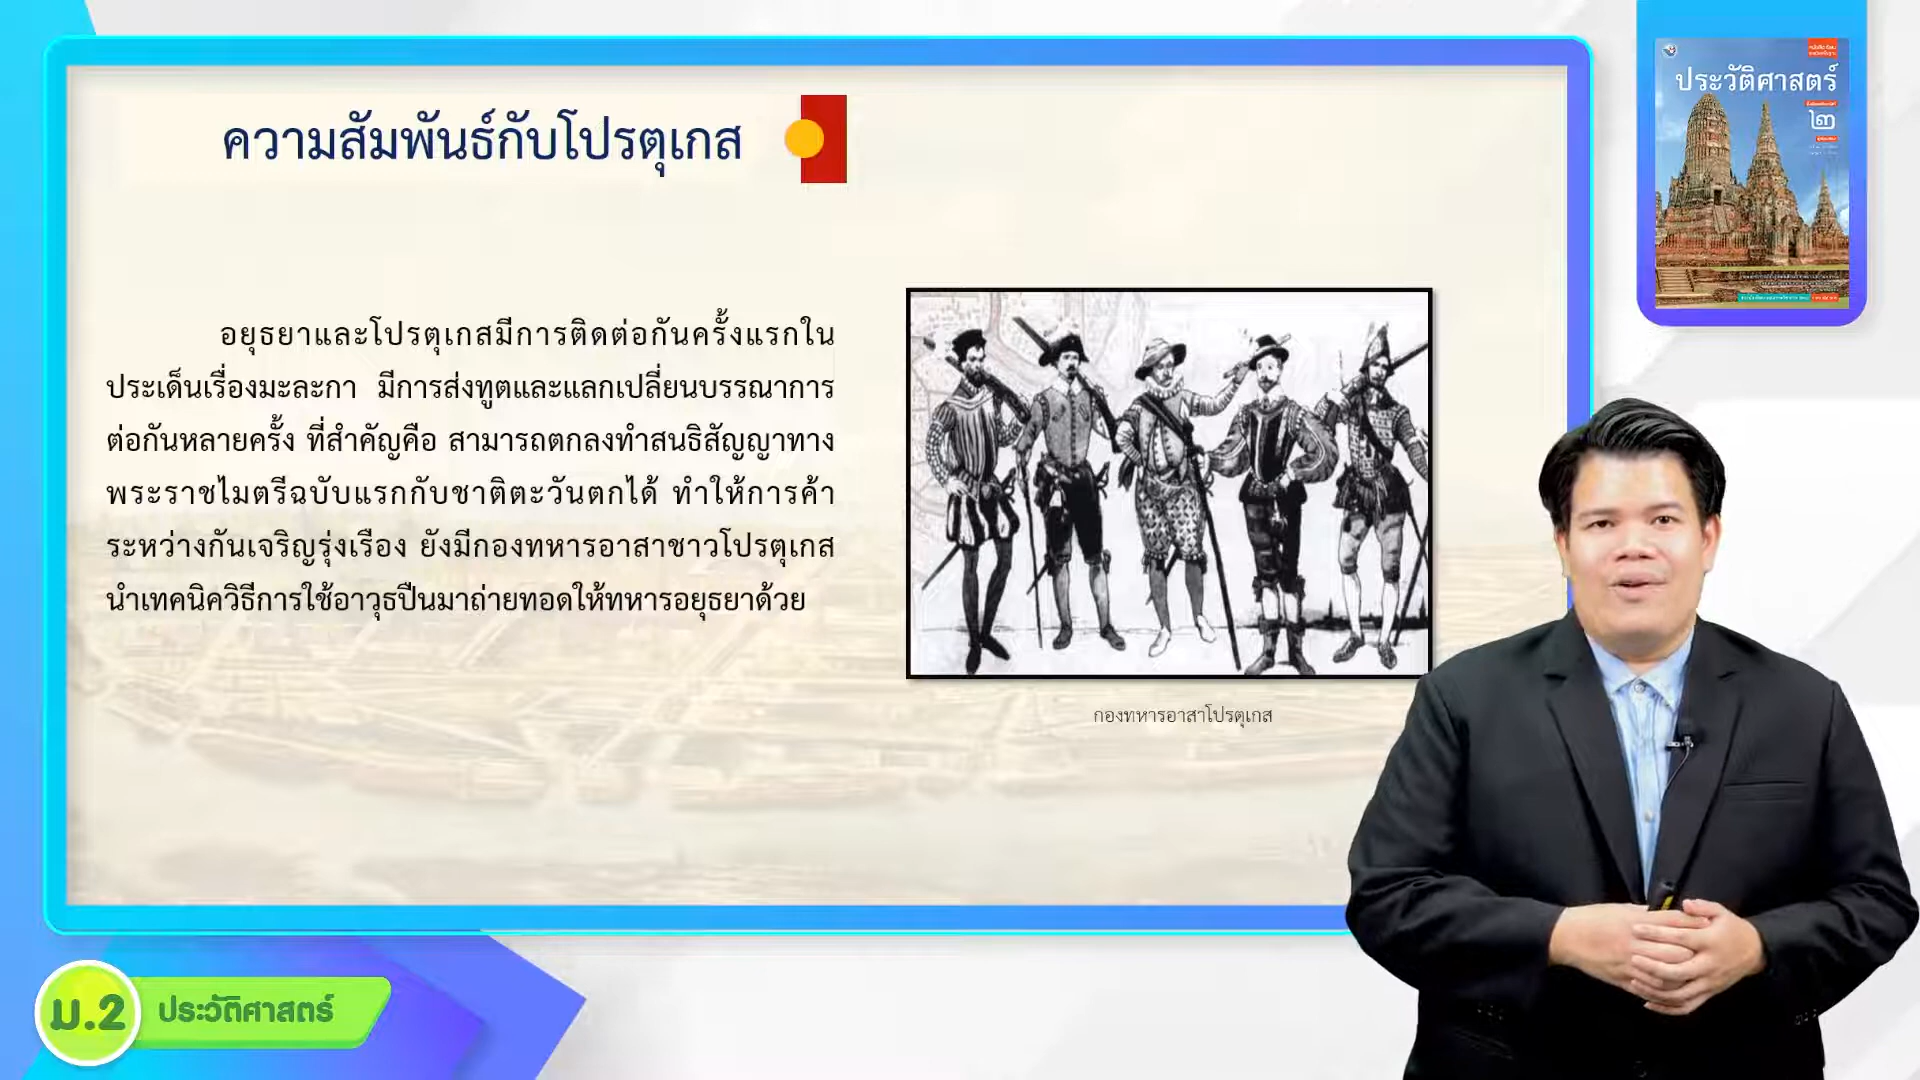 ความสัมพันธ์กับโปรตุเกส
อยุธยาและโปรตุเกสมีการติดต่อกันครั้งแรกใน
ประเด็นเรื่องมะละกา มีการส่งทูตและแลกเปลี่ยนบรรณาการ
ต่อกันหลายครั้ง ที่สำคัญคือ สามารถตกลงทำสนธิสัญญาทาง
พระราชไมตรีฉบับแรกกับชาติตะวันตกได้ ทำให้การค้า
ระหว่างกันเจริญรุ่งเรือง ยังมีกองทหารอาสาชาวโปรตุเกส
นำเทคนิควิธีการใช้อาวุธปืนมาถ่ายทอดให้ทหารอยุธยาด้วย
กองทหารอาสาโปรตุเกส
ประวัติศาสตร์
๒
ม.2 ประวัติศาสตร์